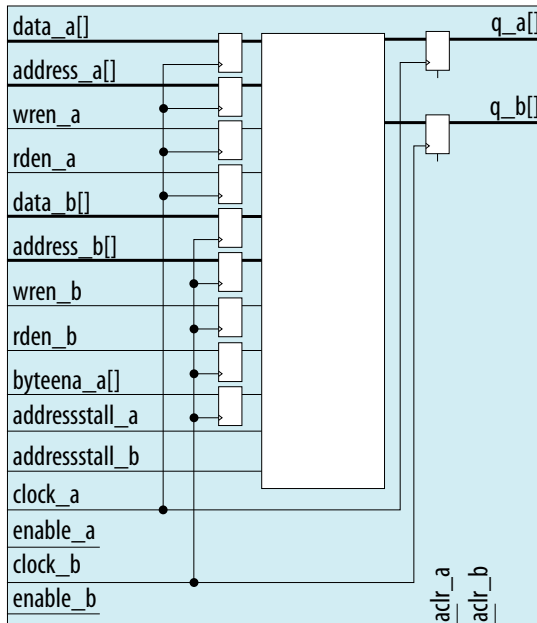 data_a[]
address_a[]
wren_a
rden_a
data_b[]
address_b[]
wren_b
rden_b
byteena_a[]
addressstall_a
addressstall_b
clock_a
enable_a
clock_b
enable_b
q_a[]
q_b[]
aclr_a
aclr_b